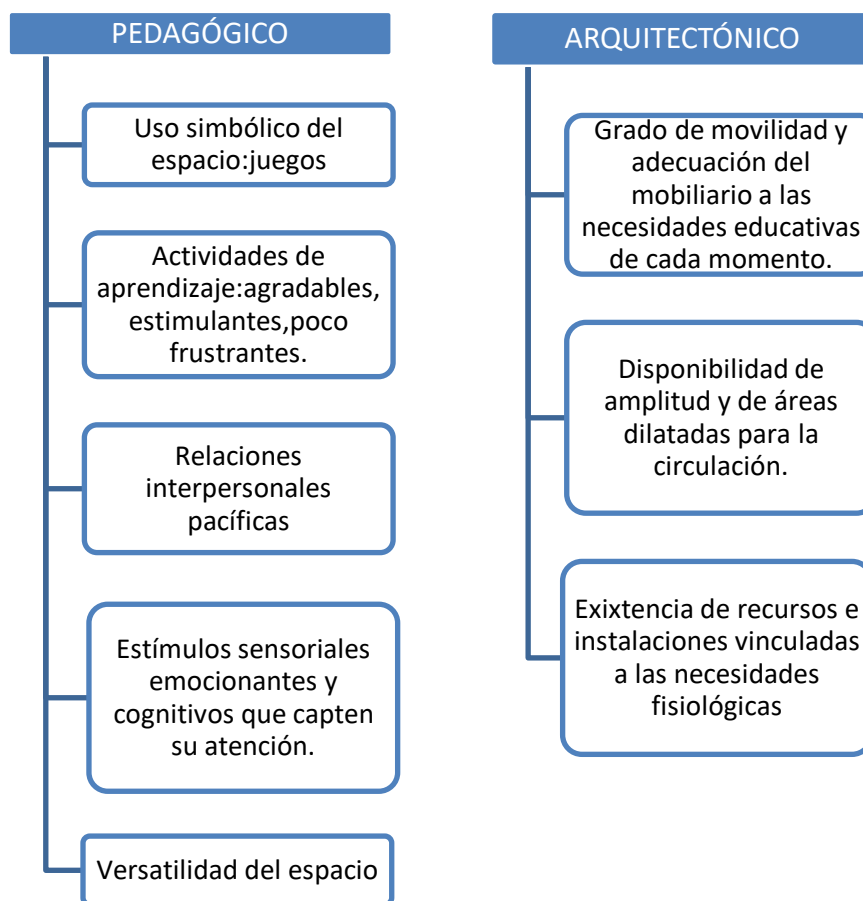 PEDAGÓGICO
Uso simbólico del
espacio:juegos
Actividades de
aprendizaje:agradables,
estimulantes,poco
frustrantes.
Relaciones
interpersonales
pacíficas
Estímulos sensoriales
emocionantes y
cognitivos que capten
su atención.
Versatilidad del espacio
ARQUITECTÓNICO
Grado de movilidad y
adecuación del
mobiliario a las
necesidades educativas
de cada momento.
Disponibilidad de
amplitud y de áreas
dilatadas para la
circulación.
Exixtencia de recursos e
instalaciones vinculadas
a las necesidades
fisiológicas